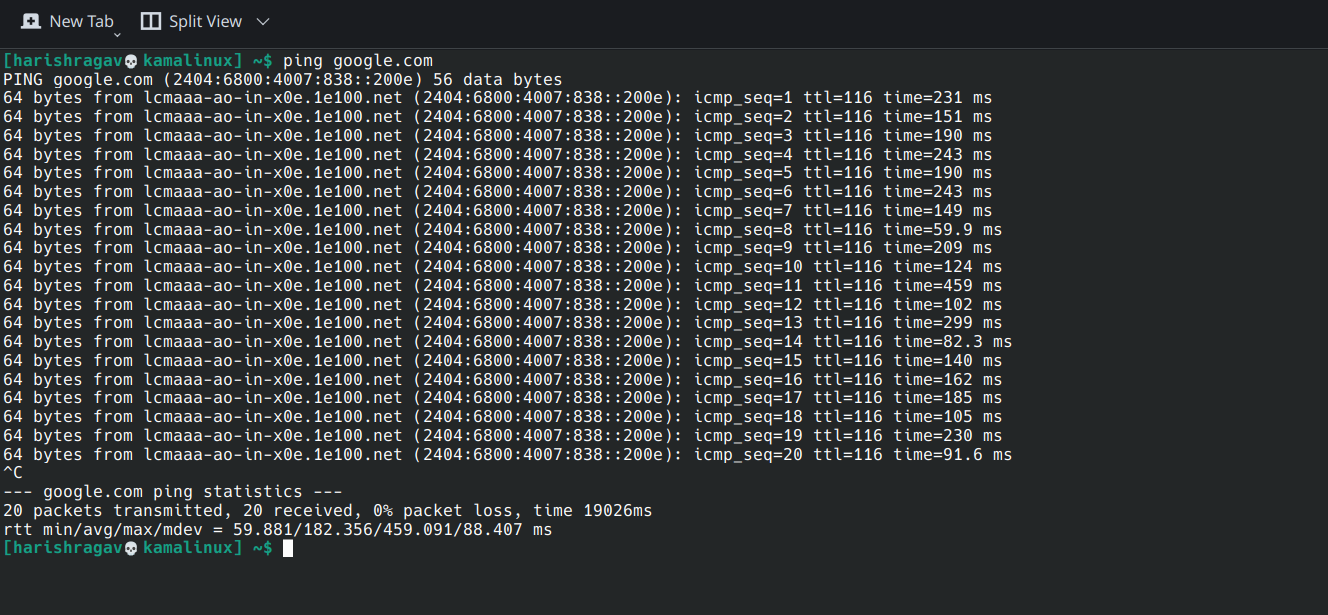 New Tab Split View
[harishragav💀kamalinux] ~$ ping google.com
PING google.com (2404:6800:4007:838::200e) 56 data bytes
64 bytes from lcmaaa-ao-in-x0e.1e100.net (2404:6800:4007:838::200e): icmp_seq=1 ttl=116 time=231 ms
64 bytes from lcmaaa-ao-in-x0e.1e100.net (2404:6800:4007:838::200e): icmp_seq=2 ttl=116 time=151 ms
64 bytes from lcmaaa-ao-in-x0e.1e100.net (2404:6800:4007:838::200e): icmp_seq=3 ttl=116 time=190 ms
64 bytes from lcmaaa-ao-in-x0e.1e100.net (2404:6800:4007:838::200e): icmp_seq=4 ttl=116 time=243 ms
64 bytes from lcmaaa-ao-in-x0e.1e100.net (2404:6800:4007:838::200e): icmp_seq=5 ttl=116 time=190 ms
64 bytes from lcmaaa-ao-in-x0e.1e100.net (2404:6800:4007:838::200e): icmp_seq=6 ttl=116 time=243 ms
64 bytes from lcmaaa-ao-in-x0e.1e100.net (2404:6800:4007:838::200e): icmp_seq=7 ttl=116 time=149 ms
64 bytes from lcmaaa-ao-in-x0e.1e100.net (2404:6800:4007:838::200e): icmp_seq=8 ttl=116 time=59.9 ms
64 bytes from lcmaaa-ao-in-x0e.1e100.net (2404:6800:4007:838::200e): icmp_seq=9 ttl=116 time=209 ms
64 bytes from lcmaaa-ao-in-x0e.1e100.net (2404:6800:4007:838::200e): icmp_seq=10 ttl=116 time=124 ms
64 bytes from lcmaaa-ao-in-x0e.1e100.net (2404:6800:4007:838::200e): icmp_seq=11 ttl=116 time=459 ms
64 bytes from lcmaaa-ao-in-x0e.1e100.net (2404:6800:4007:838::200e): icmp_seq=12 ttl=116 time=102 ms
64 bytes from lcmaaa-ao-in-x0e.1e100.net (2404:6800:4007:838::200e): icmp_seq=13 ttl=116 time=299 ms
64 bytes from lcmaaa-ao-in-x0e.1e100.net (2404:6800:4007:838::200e): icmp_seq=14 ttl=116 time=82.3 ms
64 bytes from lcmaaa-ao-in-x0e.1e100.net (2404:6800:4007:838::200e): icmp_seq=15 ttl=116 time=140 ms
64 bytes from lcmaaa-ao-in-x0e.1e100.net (2404:6800:4007:838::200e): icmp_seq=16 ttl=116 time=162 ms
64 bytes from lcmaaa-ao-in-x0e.1e100.net (2404:6800:4007:838::200e): icmp_seq=17 ttl=116 time=185 ms
64 bytes from lcmaaa-ao-in-x0e.1e100.net (2404:6800:4007:838::200e): icmp_seq=18 ttl=116 time=105 ms
64 bytes from lcmaaa-ao-in-x0e.1e100.net (2404:6800:4007:838::200e): icmp_seq=19 ttl=116 time=230 ms
64 bytes from lcmaaa-ao-in-x0e.1e100.net (2404:6800:4007:838::200e): icmp_seq=20 ttl=116 time=91.6 ms
^C
--- google.com ping statistics ---
20 packets transmitted, 20 received, 0% packet loss, time 19026ms
rtt min/avg/max/mdev = 59.881/182.356/459.091/88.407 ms
[harishragav💀kamalinux] ~$